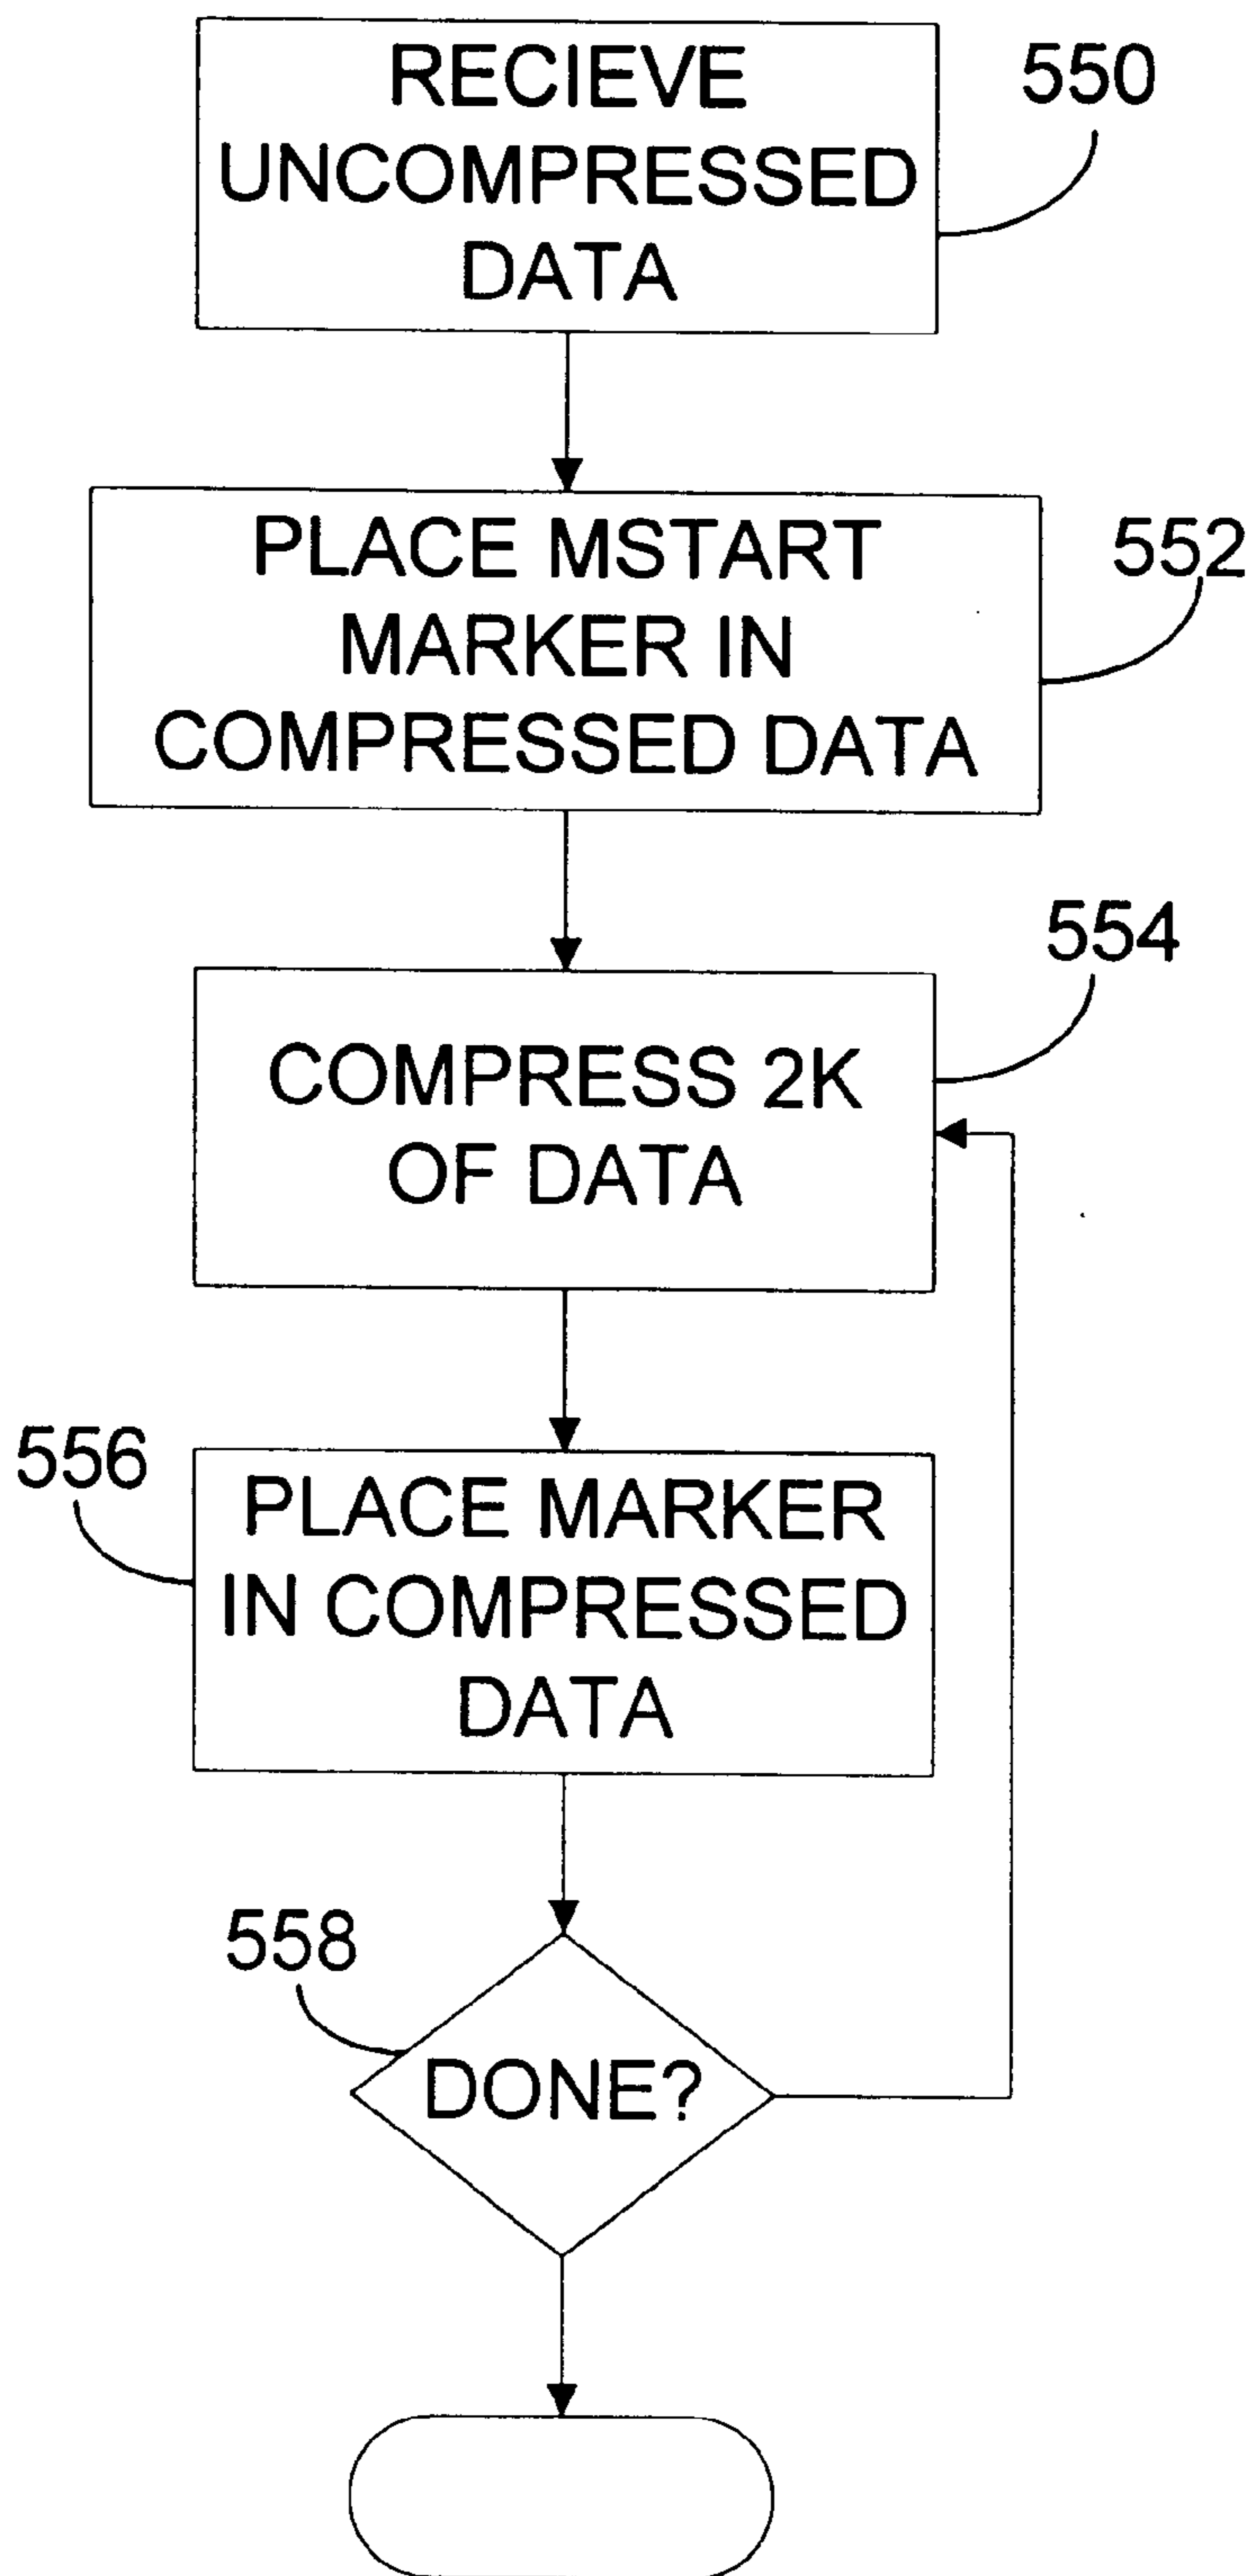 RECIEVE
UNCOMPRESSED
DATA
550
PLACE MSTART
MARKER IN
COMPRESSED DATA
552
COMPRESS 2K
OF DATA
554
556
PLACE MARKER
IN COMPRESSED
DATA
558
DONE?